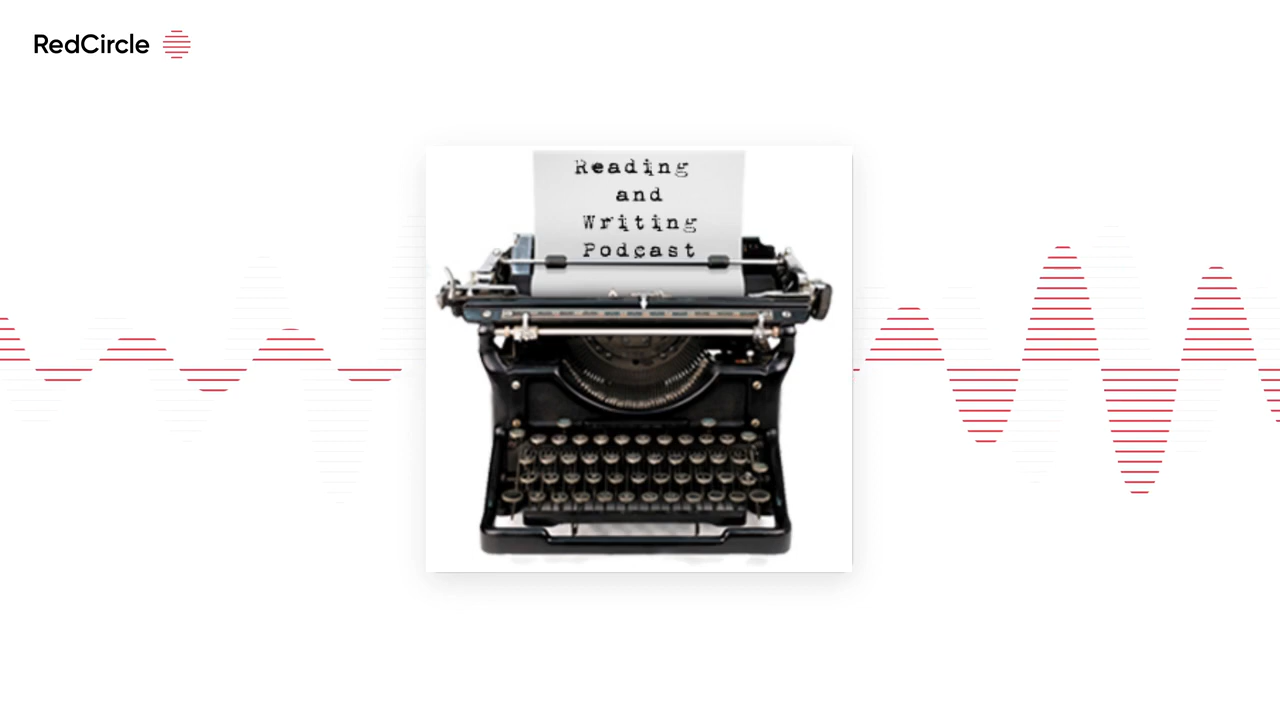 RedCircle
Reading
and
Writing
Podcast